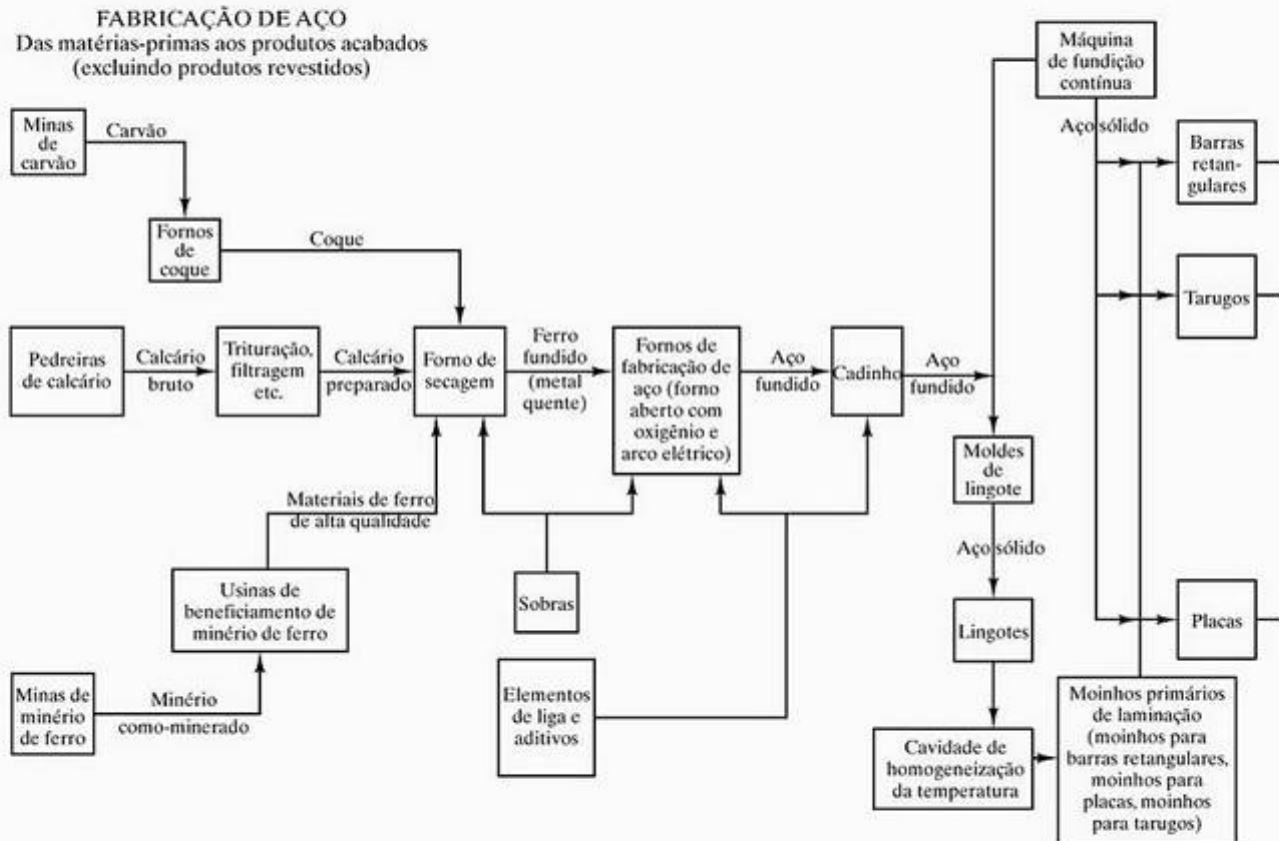 FABRICAÇÃO DE AÇO
Das matérias-primas aos produtos acabados
(excluindo produtos revestidos)
Máquina
de fundição
contínua
Minas
de
carvão
Carvão
Aço sólido
Barras
retan-
gulares
Fornos
de
coque
Coque
Tarugos
Pedreiras
de calcário
Calcário
bruto
Trituração,
filtragem
etc.
Calcário
preparado
Forno de
secagem
Ferro
fundido
(metal
quente)
Fornos de
fabricação de
aço (forno
aberto com
oxigênio e
arco elétrico)
Aço
fundido
Cadinho
Aço
fundido
Moldes
de
lingote
Materiais de ferro
de alta qualidade
Aço sólido
Usinas de
beneficiamento de
minério de ferro
Sobras
Lingotes
Placas
Minas de
minério
de ferro
Minério
como-minerado
Elementos
de liga e
aditivos
Cavidade de
homogeneização
da temperatura
Moinhos primários
de laminação
(moinhos para
barras retangulares,
moinhos para
placas, moinhos
para tarugos)